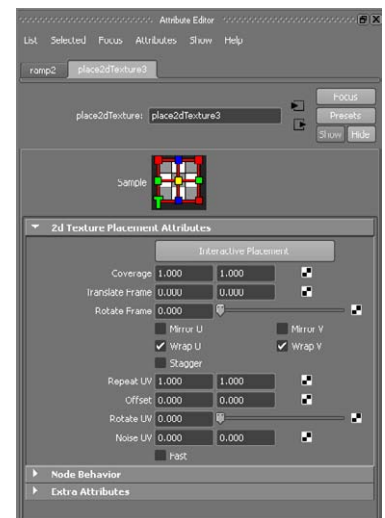 Attribute Editor
List Selected Focus Attributes Show Help
ramp2 place2dTexture3
Focus
place2dTexture: place2dTexture3 Presets
Show Hide
Sample
2d Texture Placement Attributes
Interactive Placement
Coverage 1.000 1.000
Translate Frame 0.000 0.000
Rotate Frame 0.000
Mirror U Mirror V
Wrap U Wrap V
Stagger
Repeat UV 1.000 1.000
Offset 0.000 0.000
Rotate UV 0.000
Noise UV 0.000 0.000
Fast
Node Behavior
Extra Attributes